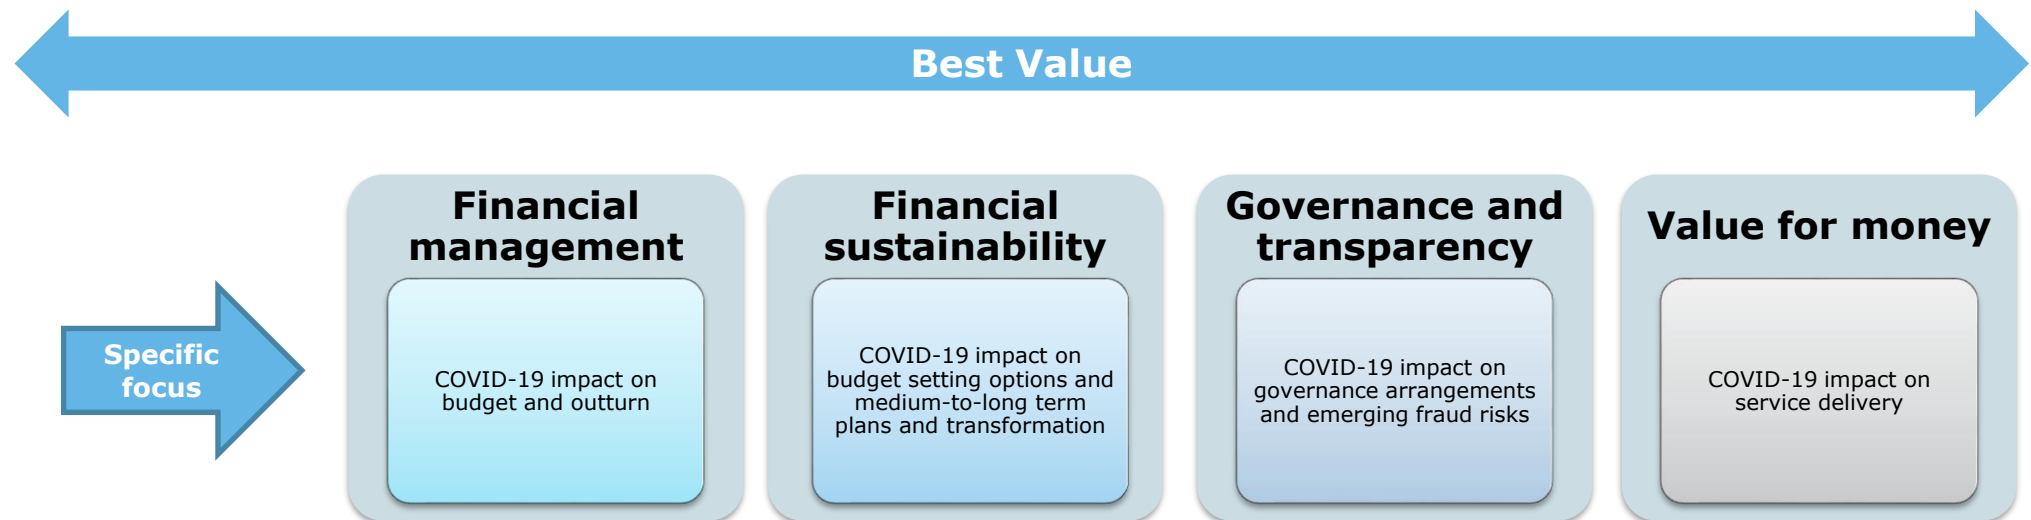 Best Value
Financial
management
Financial
sustainability
Governance and
transparency
Value for money
Specific
focus
COVID-19 impact on
budget and outturn
COVID-19 impact on
budget setting options and
medium-to-long term
plans and transformation
COVID-19 impact on
governance arrangements
and emerging fraud risks
COVID-19 impact on
service delivery